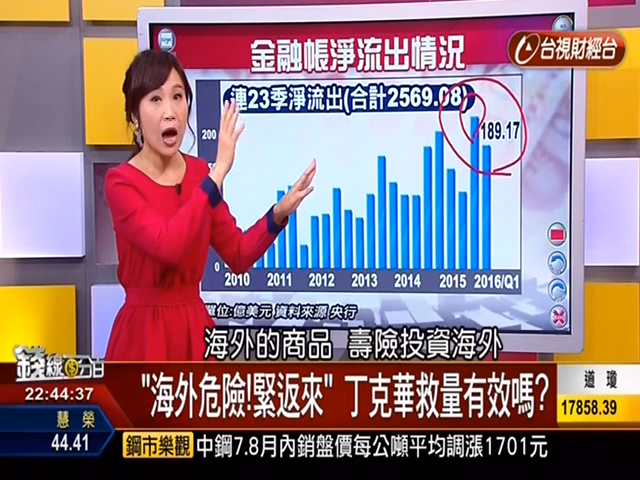 金融帳淨流出情況
台視財經台
連23季淨流出(合計2569.08)
200
189.17
0
2010 2011 2012 2013 2014 2015 2016/Q1
單位:億美元 資料來源 央行
海外的商品 壽險投資海外
錢線百分百
22:44:37
"海外危險!緊返來" 丁克華救量有效嗎?
道 瓊
17858.39
慧 榮
44.41
鋼市樂觀 中鋼7.8月內銷盤價每公噸平均調漲1701元